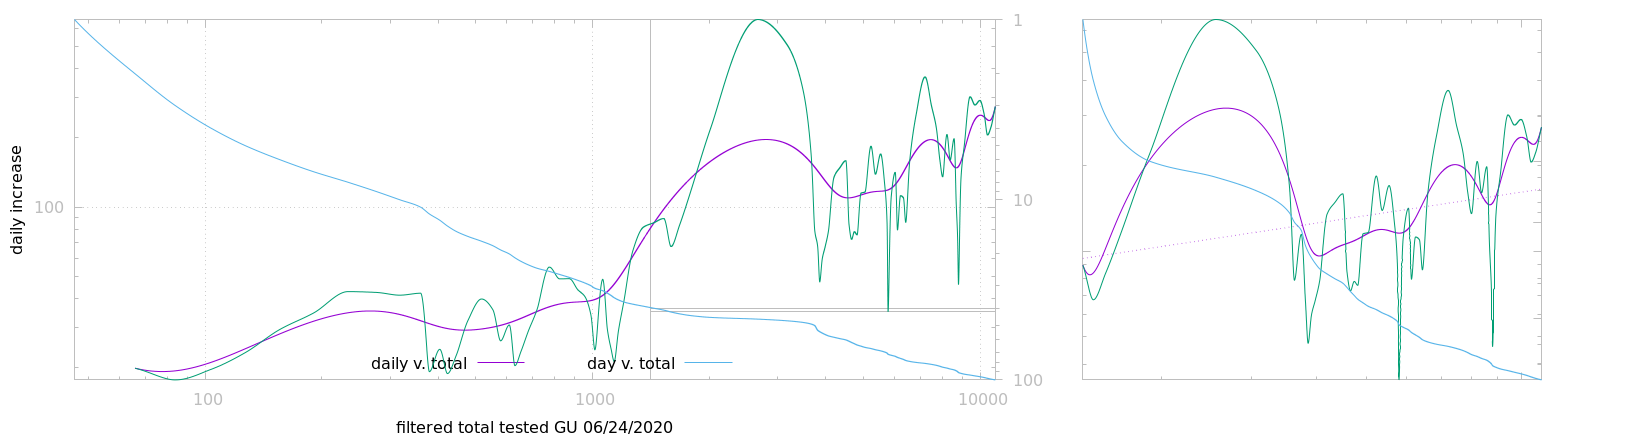 1
daily increase
100
10
daily v. total
day v. total
100
100
1000
10000
filtered total tested GU 06/24/2020